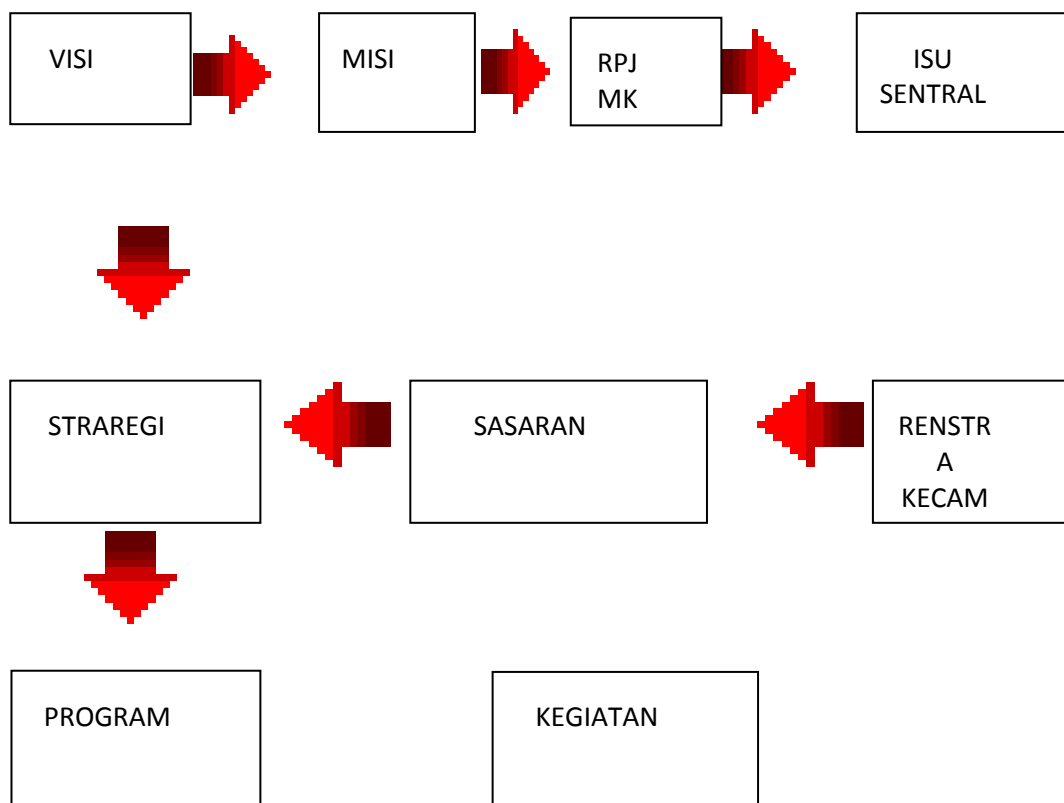 VISI
MISI
RPJ
MK
ISU
SENTRAL
STRAREGI
SASARAN
RENSTR
A
KECAM
PROGRAM
KEGIATAN